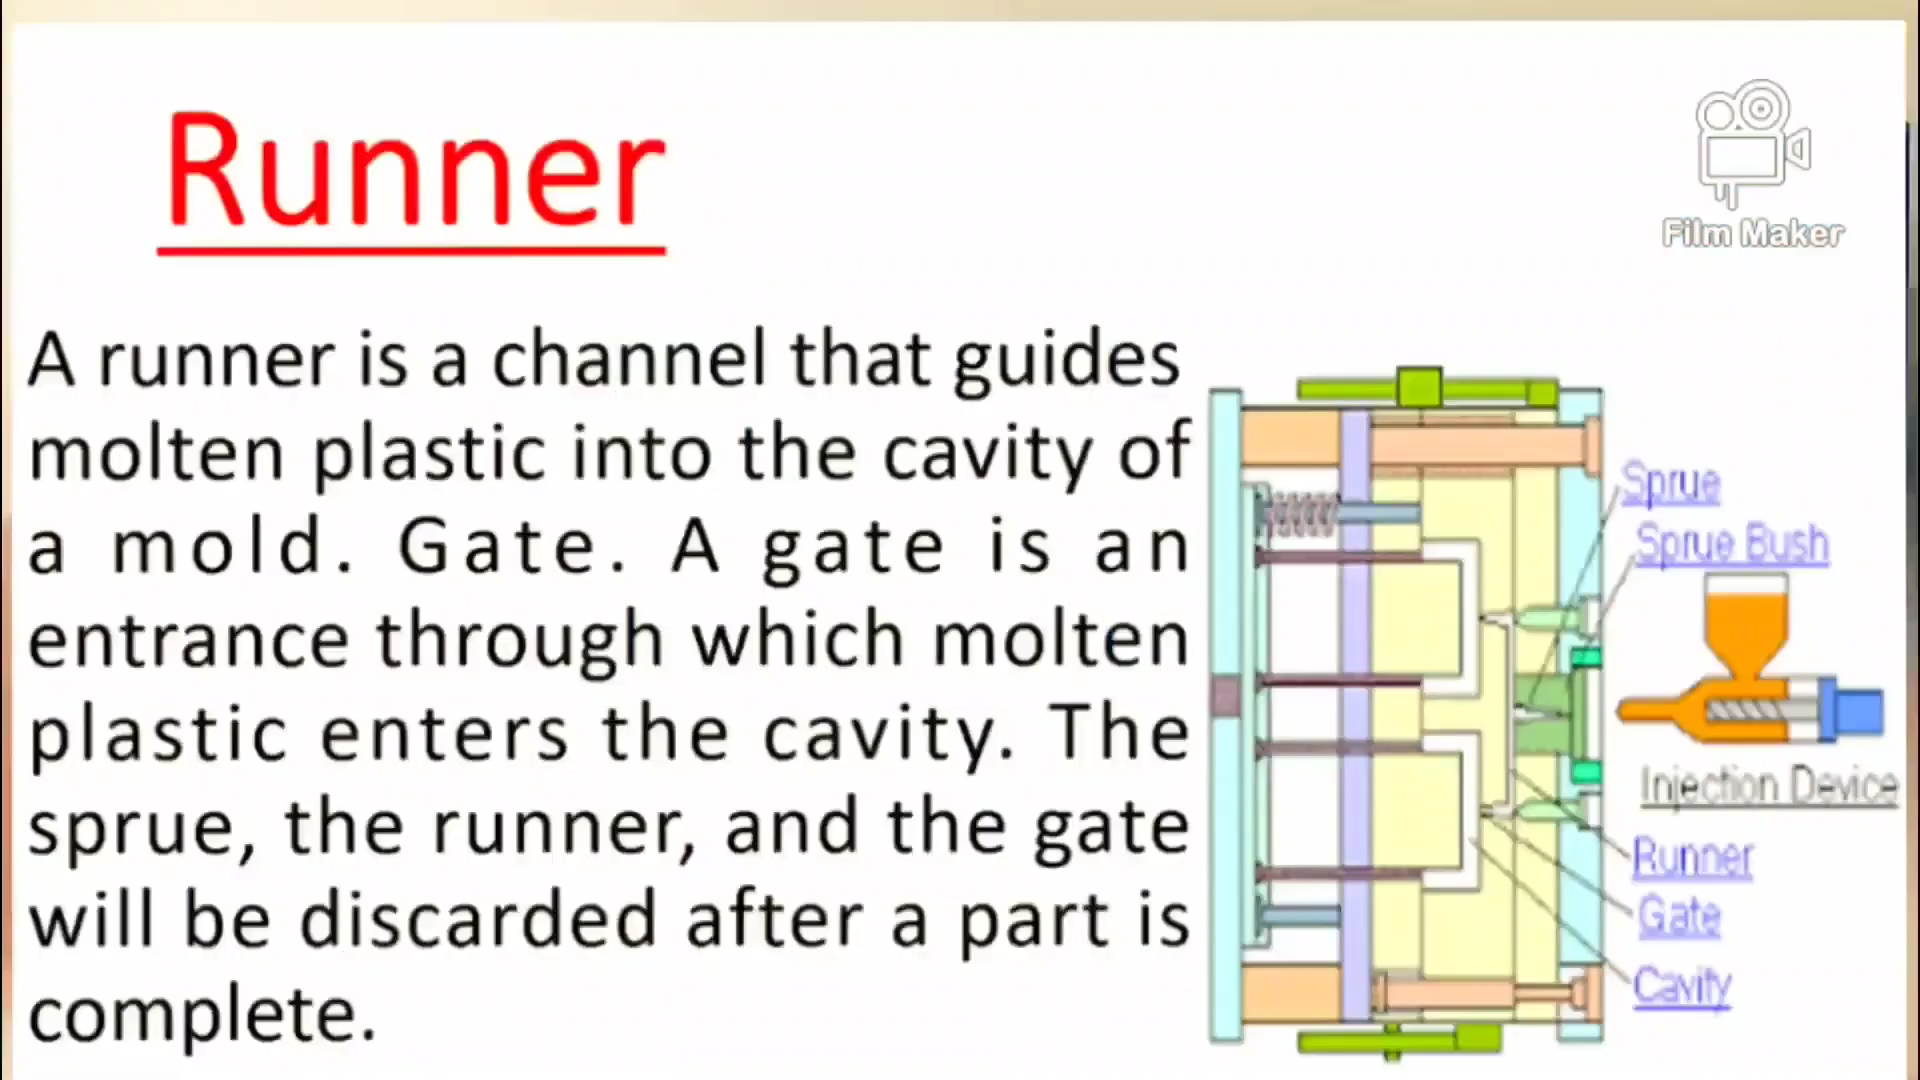 Runner
Film Maker
A runner is a channel that guides
molten plastic into the cavity of
a mold. Gate. A gate is an
entrance through which molten
plastic enters the cavity. The
sprue, the runner, and the gate
will be discarded after a part is
complete.
Sprue
Sprue Bush
Injection Device
Runner
Gate
Cavity